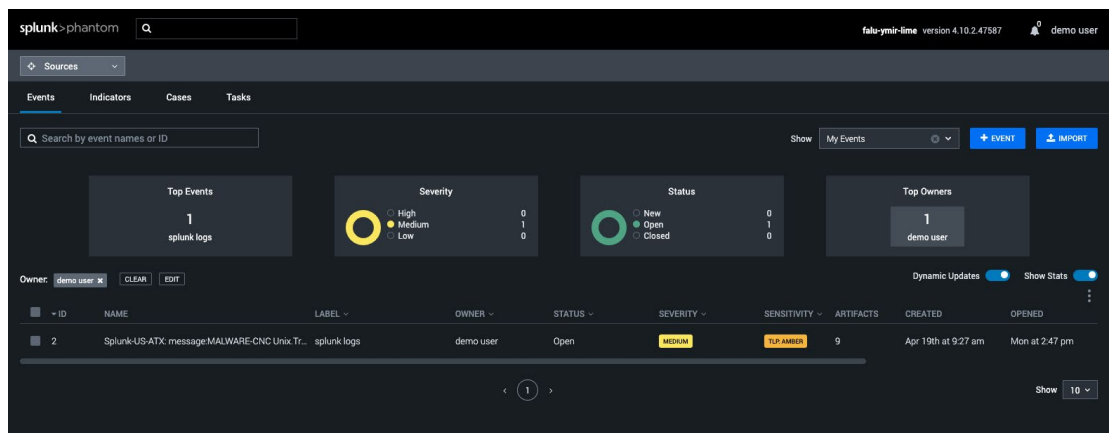 splunk>phantom
falu-ymir-lime version 4.10.2.47587
0
demo user
Sources
Events Indicators Cases Tasks
Search by event names or ID
Show My Events
+ EVENT
IMPORT
Top Events
1
splunk logs
Severity
High 0
Medium 1
Low 0
Status
New 0
Open 1
Closed 0
Top Owners
1
demo user
Owner: demo user x CLEAR EDIT
Dynamic Updates Show Stats
ID NAME LABEL OWNER STATUS SEVERITY SENSITIVITY ARTIFACTS CREATED OPENED
2 Splunk-US-ATX: message:MALWARE-CNC Unix.Tr... splunk logs demo user Open MEDIUM TLP:AMBER 9 Apr 19th at 9:27 am Mon at 2:47 pm
‹ 1 ›
Show 10